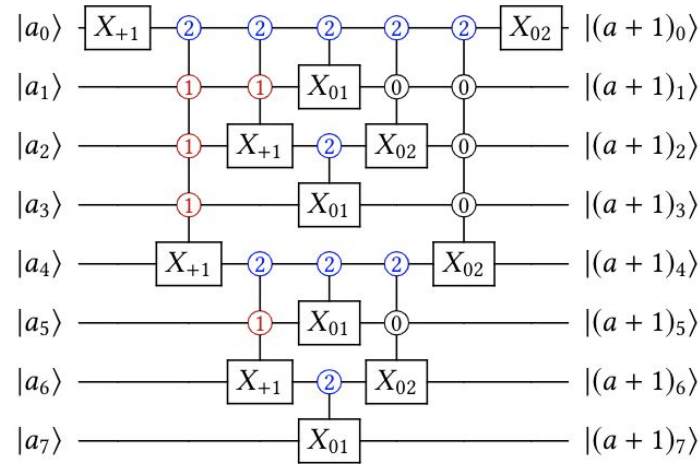 |a₀⟩ X₊₁ 2 2 2 2 2 X₀₂ |(a + 1)₀⟩
|a₁⟩ 1 1 X₀₁ 0 0 |(a + 1)₁⟩
|a₂⟩ 1 X₊₁ 2 X₀₂ 0 |(a + 1)₂⟩
|a₃⟩ 1 X₀₁ 0 |(a + 1)₃⟩
|a₄⟩ X₊₁ 2 2 2 X₀₂ |(a + 1)₄⟩
|a₅⟩ 1 X₀₁ 0 |(a + 1)₅⟩
|a₆⟩ X₊₁ 2 X₀₂ |(a + 1)₆⟩
|a₇⟩ X₀₁ |(a + 1)₇⟩